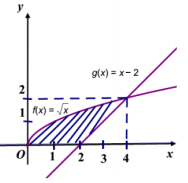 y
g(x) = x − 2
2
f(x) = √x
1
O 1 2 3 4 x